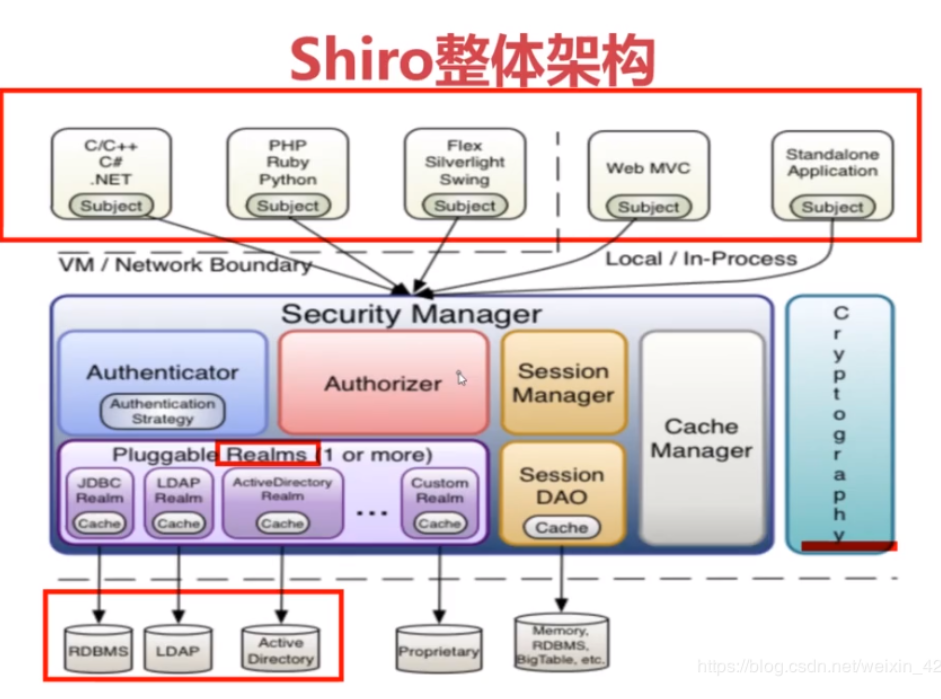 Shiro整体架构
C/C++
C#
.NET
Subject
PHP
Ruby
Python
Subject
Flex
Silverlight
Swing
Subject
Web MVC
Subject
Standalone
Application
Subject
VM / Network Boundary
Local / In-Process
Security Manager
Authenticator
Authentication
Strategy
Authorizer
Session
Manager
Cache
Manager
Cryptography
Pluggable Realms (1 or more)
JDBC
Realm
Cache
LDAP
Realm
Cache
ActiveDirectory
Realm
Cache
...
Custom
Realm
Cache
Session
DAO
Cache
RDBMS
LDAP
Active
Directory
Proprietary
Memory,
RDBMS,
BigTable, etc.
https://blog.csdn.net/weixin_42